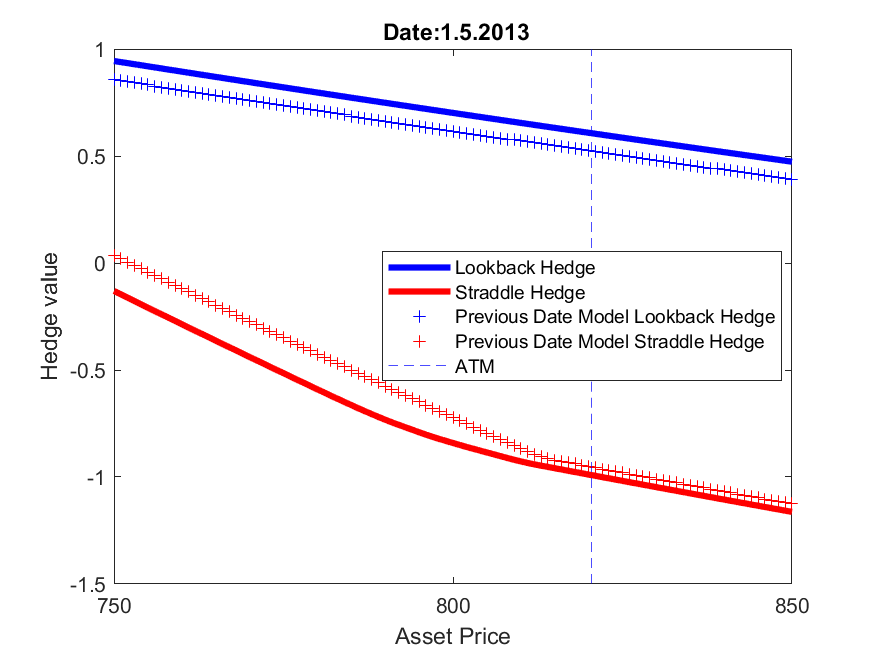 Date:1.5.2013
1
0.5
0
-0.5
-1
-1.5
Hedge value
Lookback Hedge
Straddle Hedge
Previous Date Model Lookback Hedge
Previous Date Model Straddle Hedge
ATM
750
800
850
Asset Price